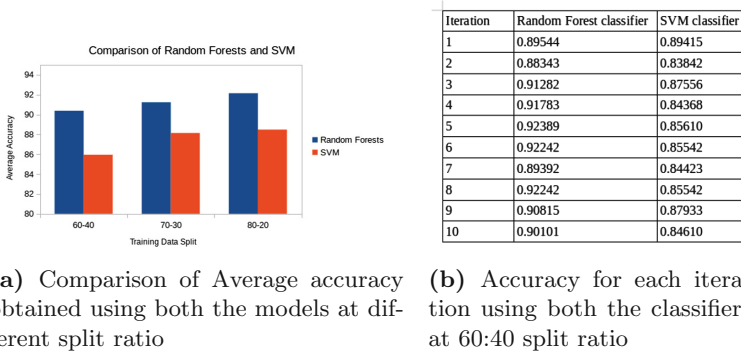 Comparison of Random Forests and SVM
94
92
90
88
86
84
82
80
Average Accuracy
60-40 70-30 80-20
Training Data Split
Random Forests
SVM
Iteration Random Forest classifier SVM classifier
1 0.89544 0.89415
2 0.88343 0.83842
3 0.91282 0.87556
4 0.91783 0.84368
5 0.92389 0.85610
6 0.92242 0.85542
7 0.89392 0.84423
8 0.92242 0.85542
9 0.90815 0.87933
10 0.90101 0.84610
a) Comparison of Average accuracy
obtained using both the models at dif-
erent split ratio
(b) Accuracy for each itera
tion using both the classifier
at 60:40 split ratio